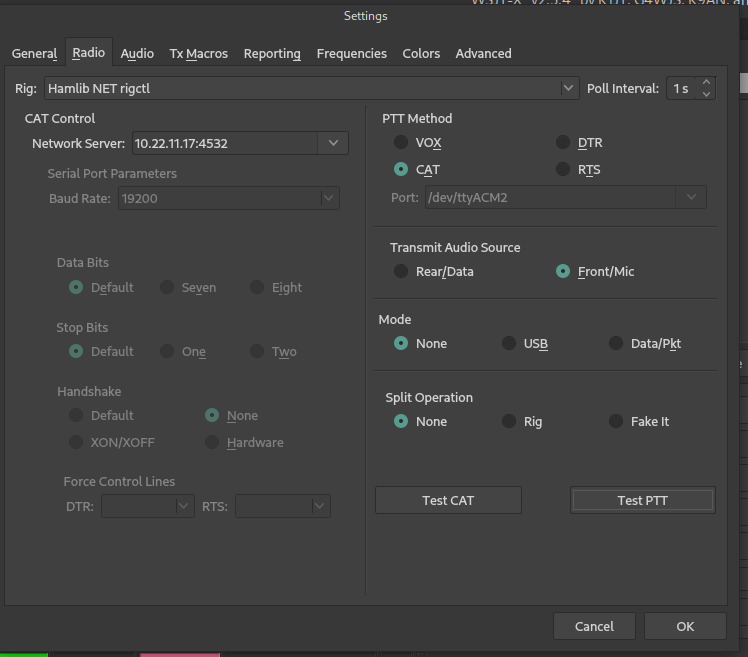 Settings
General Radio Audio Tx Macros Reporting Frequencies Colors Advanced
Rig: Hamlib NET rigctl Poll Interval: 1 s
CAT Control
Network Server: 10.22.11.17:4532
Serial Port Parameters
Baud Rate: 19200
Data Bits
Default Seven Eight
Stop Bits
Default One Two
Handshake
Default None
XON/XOFF Hardware
Force Control Lines
DTR: RTS:
PTT Method
VOX DTR
CAT RTS
Port: /dev/ttyACM2
Transmit Audio Source
Rear/Data Front/Mic
Mode
None USB Data/Pkt
Split Operation
None Rig Fake It
Test CAT Test PTT
Cancel OK